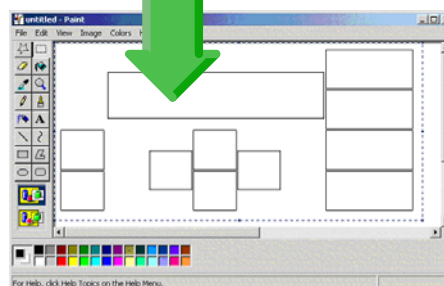 untitled - Paint
File Edit View Image Colors
A
For Help, click Help Topics on the Help Menu.